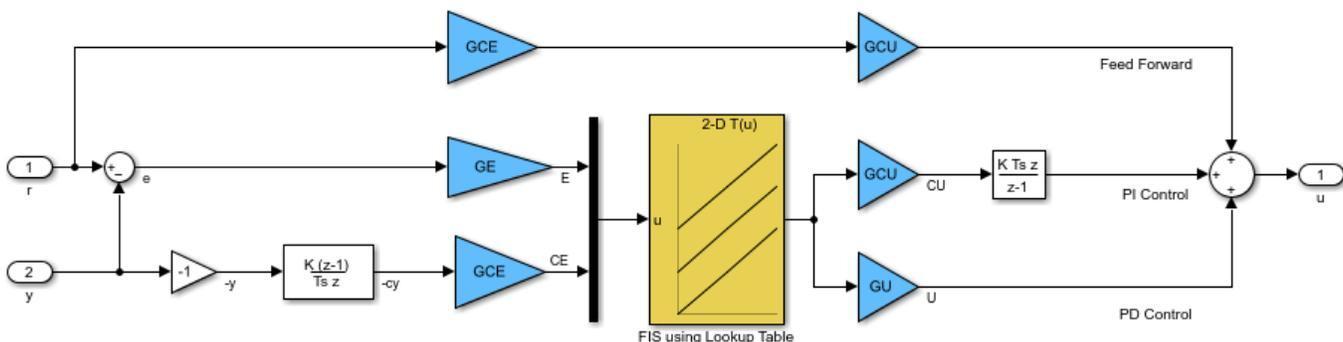 GCE
GCU
Feed Forward
2-D T(u)
1
r
+
−
e
GE
E
u
GCU
CU
K Ts z
z-1
PI Control
+
+
+
1
u
2
y
-1
-y
K (z-1)
Ts z
-cy
GCE
CE
GU
U
PD Control
FIS using Lookup Table